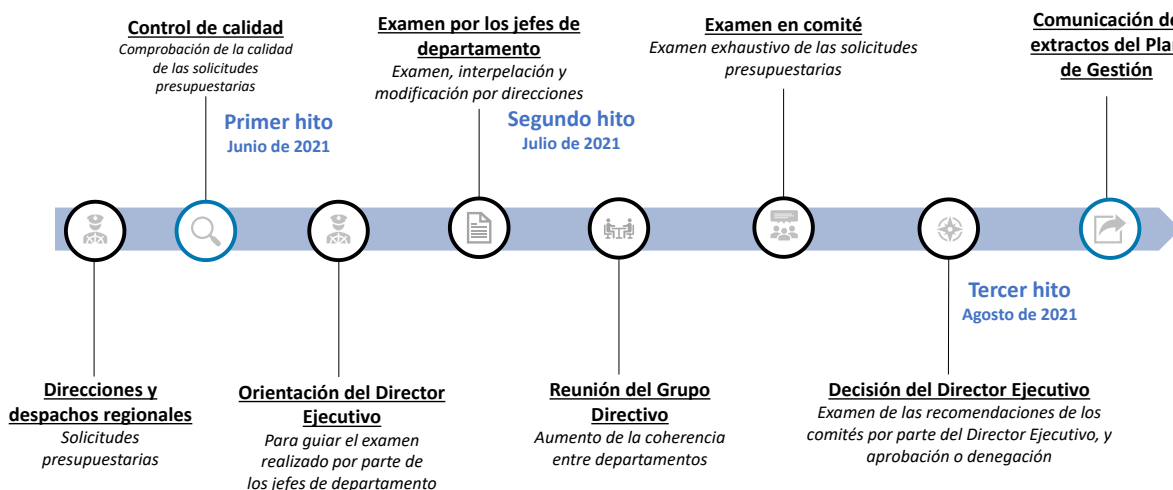 Control de calidad
Comprobación de la calidad
de las solicitudes
presupuestarias
Examen por los jefes de
departamento
Examen, interpelación y
modificación por direcciones
Examen en comité
Examen exhaustivo de las solicitudes
presupuestarias
Comunicación de
extractos del Plan
de Gestión
Primer hito
Junio de 2021
Segundo hito
Julio de 2021
Tercer hito
Agosto de 2021
Direcciones y
despachos regionales
Solicitudes
presupuestarias
Orientación del Director
Ejecutivo
Para guiar el examen
realizado por parte de
los jefes de departamento
Reunión del Grupo
Directivo
Aumento de la coherencia
entre departamentos
Decisión del Director Ejecutivo
Examen de las recomendaciones de los
comités por parte del Director Ejecutivo, y
aprobación o denegación